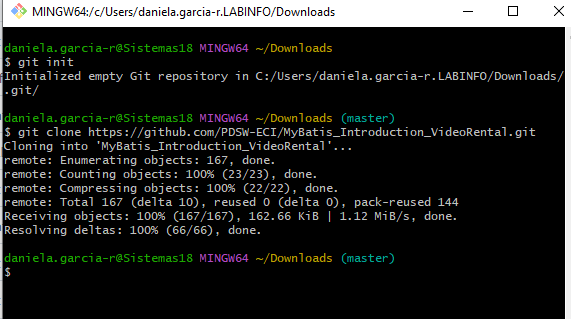 MINGW64:/c/Users/daniela.garcia-r.LABINFO/Downloads
daniela.garcia-r@Sistemas18 MINGW64 ~/Downloads
$ git init
Initialized empty Git repository in C:/Users/daniela.garcia-r.LABINFO/Downloads/
.git/
daniela.garcia-r@Sistemas18 MINGW64 ~/Downloads (master)
$ git clone https://github.com/PDSW-ECI/MyBatis_Introduction_VideoRental.git
Cloning into 'MyBatis_Introduction_VideoRental'...
remote: Enumerating objects: 167, done.
remote: Counting objects: 100% (23/23), done.
remote: Compressing objects: 100% (22/22), done.
remote: Total 167 (delta 10), reused 0 (delta 0), pack-reused 144
Receiving objects: 100% (167/167), 162.66 KiB | 1.12 MiB/s, done.
Resolving deltas: 100% (66/66), done.
daniela.garcia-r@Sistemas18 MINGW64 ~/Downloads (master)
$